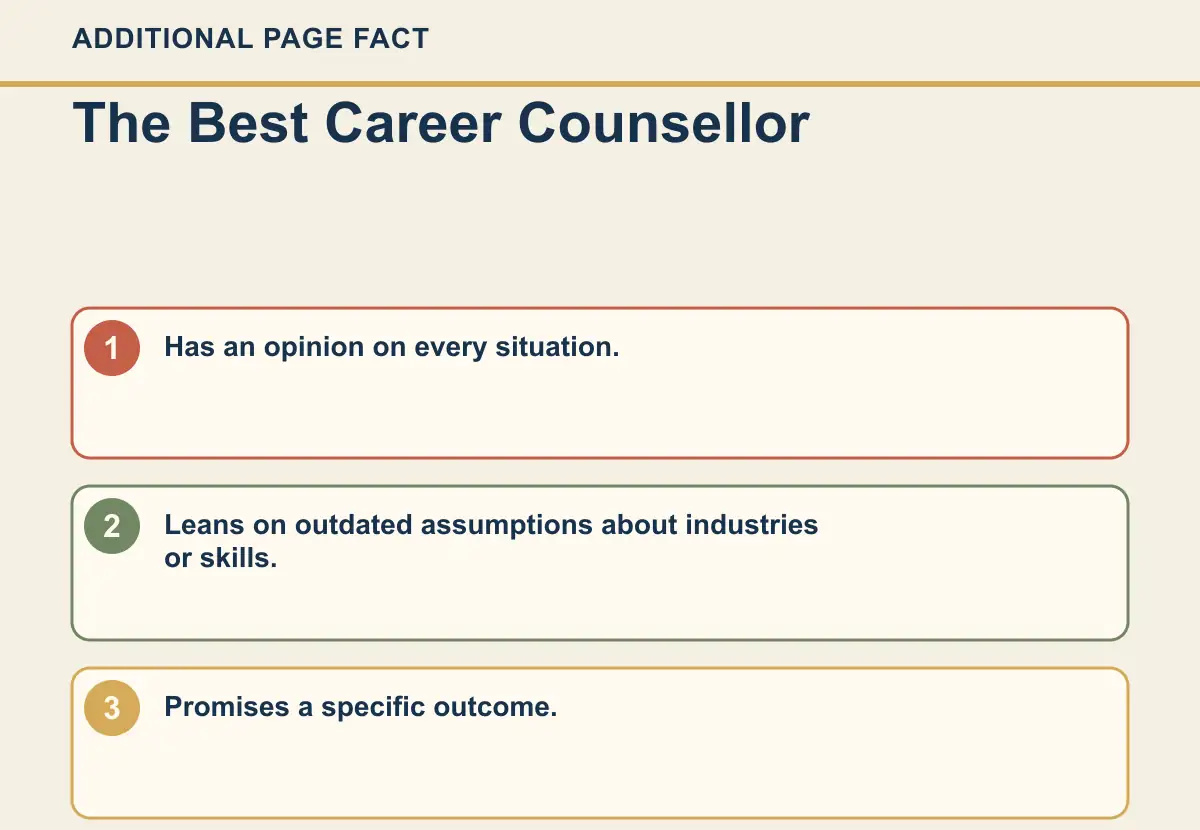 ADDITIONAL PAGE FACT
The Best Career Counsellor
1
Has an opinion on every situation.
2
Leans on outdated assumptions about industries
or skills.
3
Promises a specific outcome.